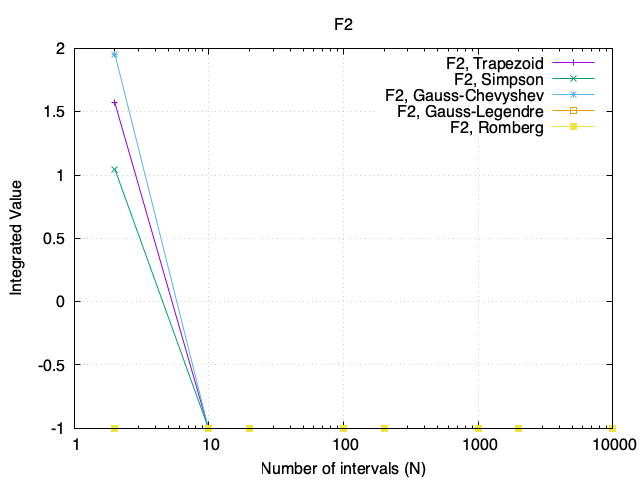 F2
F2, Trapezoid
F2, Simpson
F2, Gauss-Chevyshev
F2, Gauss-Legendre
F2, Romberg
2
1.5
1
0.5
0
-0.5
-1
Integrated Value
1 10 100 1000 10000
Number of intervals (N)